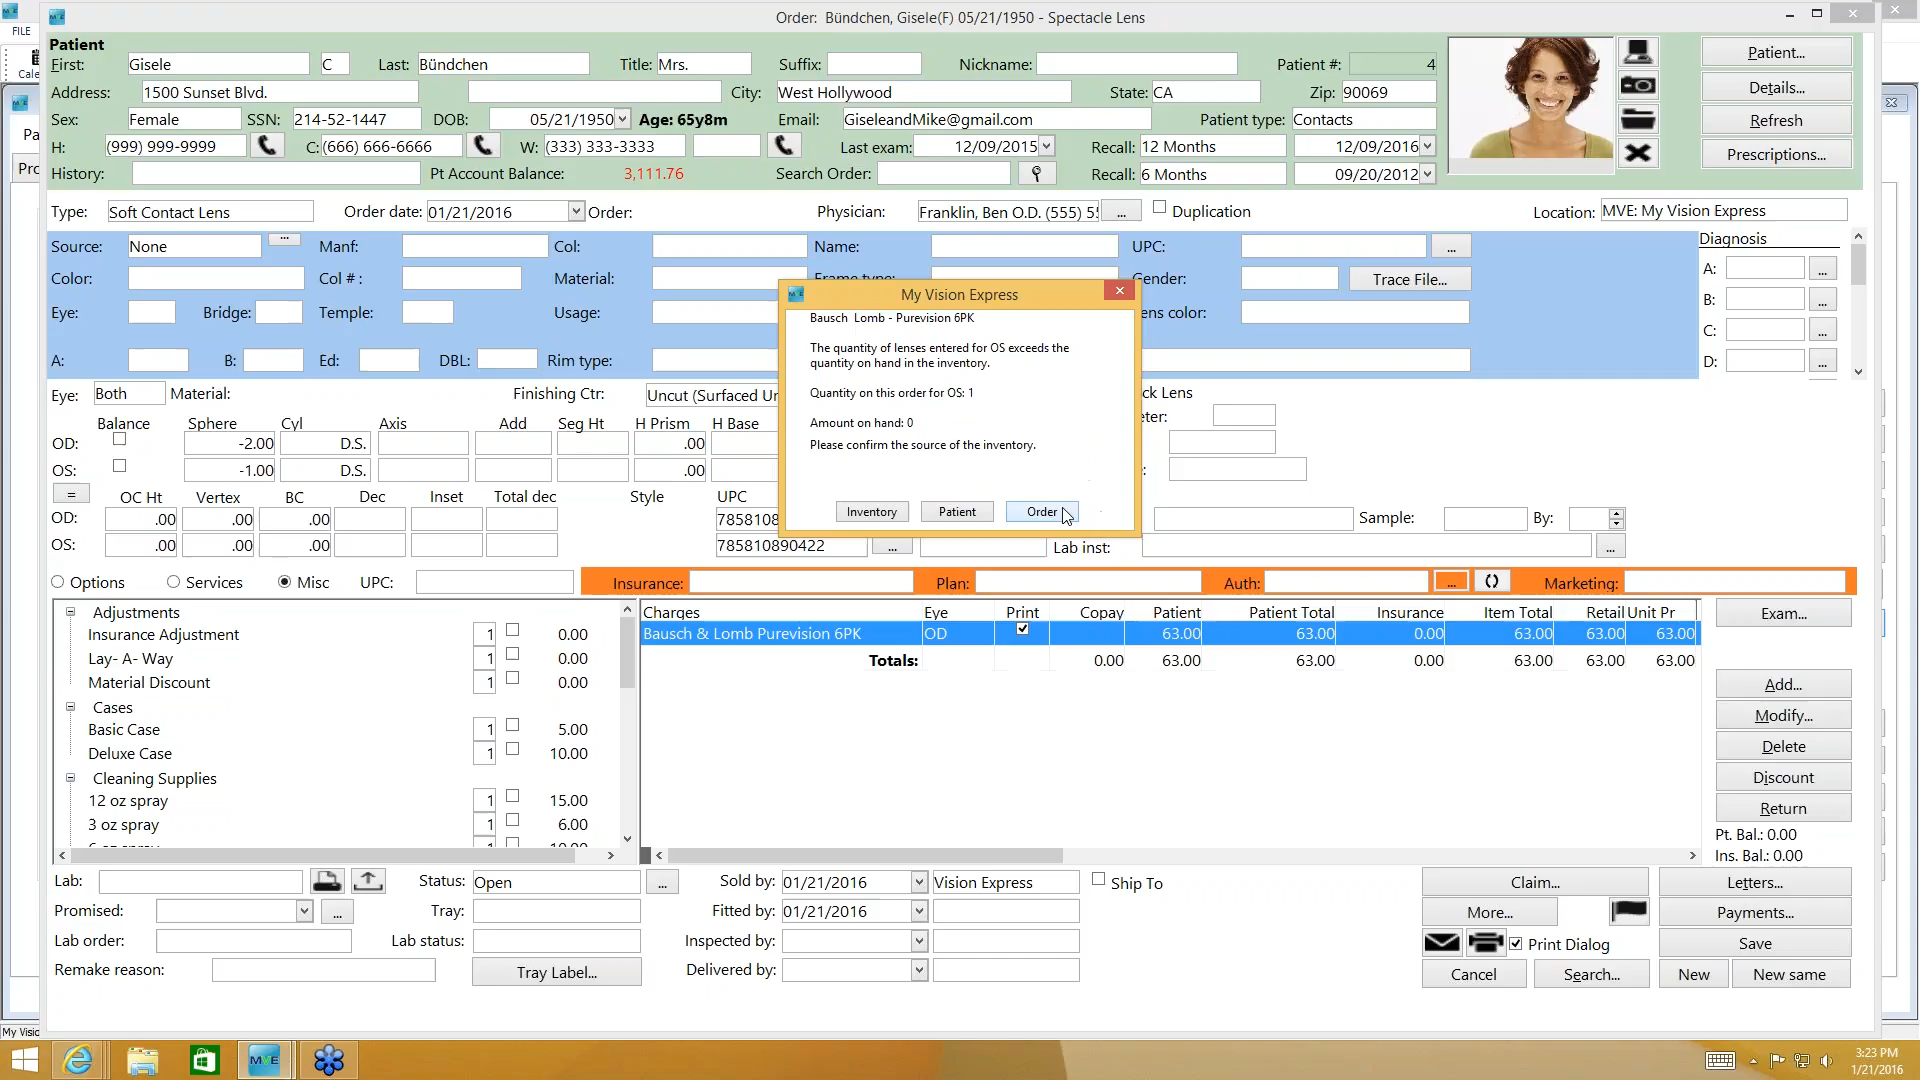 Order:  Bündchen, Gisele(F) 05/21/1950 - Spectacle Lens
FILE
Patient
First: Gisele C Last: Bündchen Title: Mrs. Suffix: Nickname: Patient #: 4 Patient...
Address: 1500 Sunset Blvd. City: West Hollywood State: CA Zip: 90069 Details...
Sex: Female SSN: 214-52-1447 DOB: 05/21/1950 Age: 65y8m Email: GiseleandMike@gmail.com Patient type: Contacts Refresh
H: (999) 999-9999 C: (666) 666-6666 W: (333) 333-3333 Last exam: 12/09/2015 Recall: 12 Months 12/09/2016 Prescriptions...
History: Pt Account Balance: 3,111.76 Search Order: Recall: 6 Months 09/20/2012
Type: Soft Contact Lens Order date: 01/21/2016 Order: Physician: Franklin, Ben O.D. (555) 5 ... Duplication Location: MVE: My Vision Express
Source: None ... Manf: Col: Name: UPC: ... Diagnosis
Color: Col # : Material: Frame type: Gender: Trace File... A: ...
B: ...
Eye: Bridge: Temple: Usage: ens color: C: ...
A: B: Ed: DBL: Rim type: D: ...
My Vision Express
Bausch  Lomb - Purevision 6PK
The quantity of lenses entered for OS exceeds the
quantity on hand in the inventory.
Quantity on this order for OS: 1
Amount on hand: 0
Please confirm the source of the inventory.
Inventory Patient Order
Eye: Both Material: Finishing Ctr: Uncut (Surfaced Un ck Lens
Balance Sphere Cyl Axis Add Seg Ht H Prism H Base eter:
OD: -2.00 D.S. .00
OS: -1.00 D.S. .00
= OC Ht Vertex BC Dec Inset Total dec Style UPC
OD: .00 .00 .00 7858108 Sample: By:
OS: .00 .00 .00 785810890422 ... Lab inst: ...
Options Services Misc UPC: Insurance: Plan: Auth: ... Marketing:
Adjustments
Insurance Adjustment 1 0.00
Lay- A- Way 1 0.00
Material Discount 1 0.00
Cases
Basic Case 1 5.00
Deluxe Case 1 10.00
Cleaning Supplies
12 oz spray 1 15.00
3 oz spray 1 6.00
Charges Eye Print Copay Patient Patient Total Insurance Item Total Retail Unit Pr
Bausch & Lomb Purevision 6PK OD 63.00 63.00 0.00 63.00 63.00 63.00
Totals: 0.00 63.00 63.00 0.00 63.00 63.00 63.00
Exam...
Add...
Modify...
Delete
Discount
Return
Pt. Bal.: 0.00
Ins. Bal.: 0.00
Lab: Status: Open ... Sold by: 01/21/2016 Vision Express Ship To Claim... Letters...
Promised: ... Tray: Fitted by: 01/21/2016 More... Payments...
Lab order: Lab status: Inspected by: Print Dialog Save
Remake reason: Tray Label... Delivered by: Cancel Search... New New same
My Visio
MVE
3:23 PM
1/21/2016